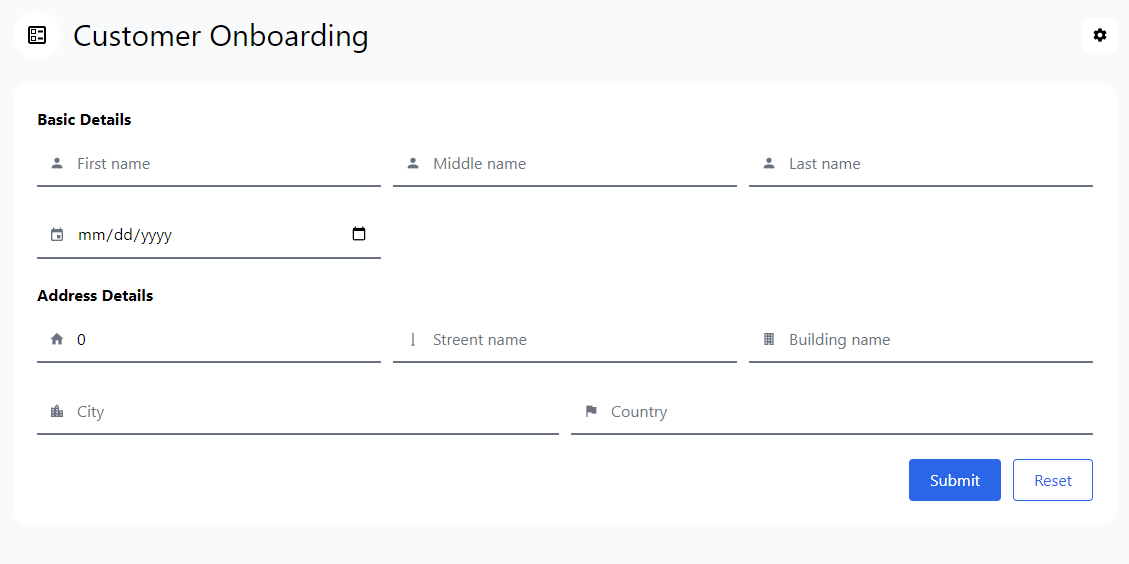 Customer Onboarding
Basic Details
First name Middle name Last name
mm/dd/yyyy
Address Details
0 Streent name Building name
City Country
Submit Reset